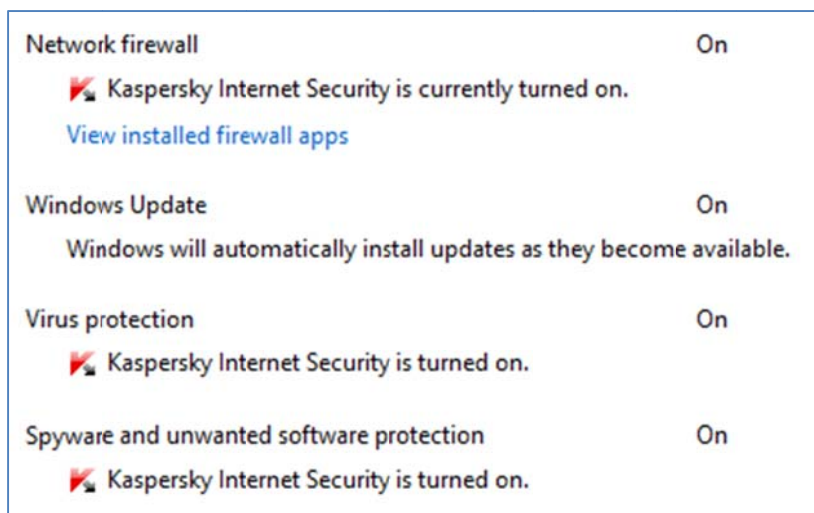 Network firewall On
Kaspersky Internet Security is currently turned on.
View installed firewall apps
Windows Update On
Windows will automatically install updates as they become available.
Virus protection On
Kaspersky Internet Security is turned on.
Spyware and unwanted software protection On
Kaspersky Internet Security is turned on.